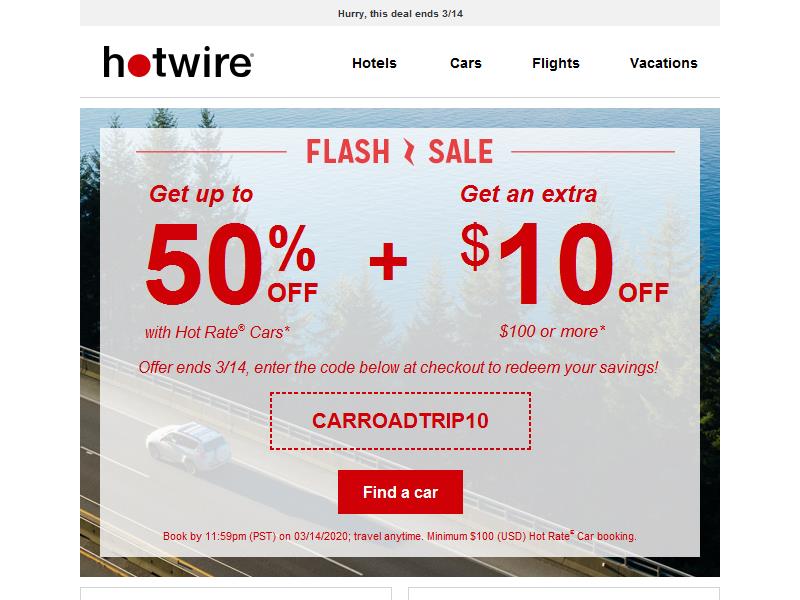 Hurry, this deal ends 3/14
hotwire®
Hotels Cars Flights Vacations
FLASH SALE
Get up to
50% OFF
with Hot Rate® Cars*
+
Get an extra
$10 OFF
$100 or more*
Offer ends 3/14, enter the code below at checkout to redeem your savings!
CARROADTRIP10
Find a car
Book by 11:59pm (PST) on 03/14/2020; travel anytime. Minimum $100 (USD) Hot Rate® Car booking.